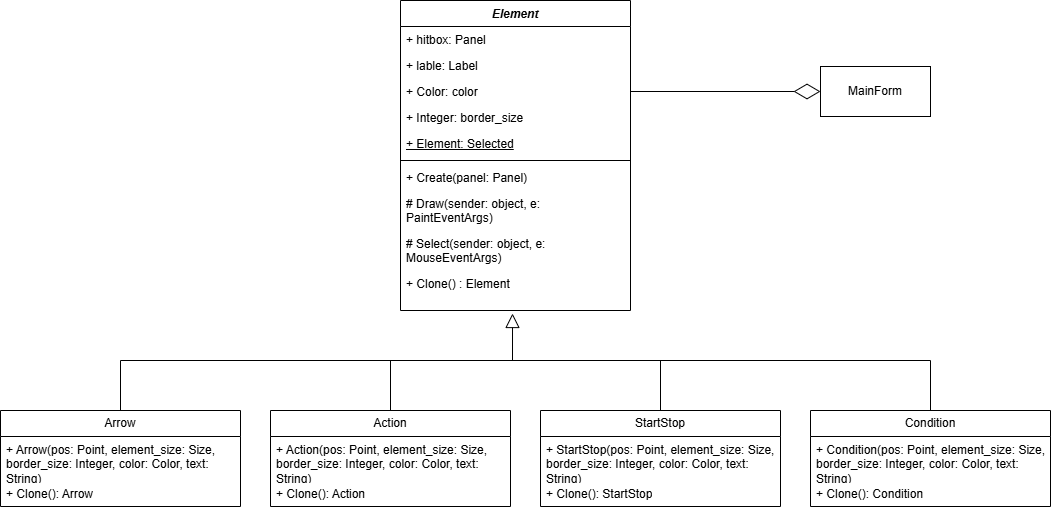 Element
+ hitbox: Panel
+ lable: Label
+ Color: color
+ Integer: border_size
+ Element: Selected
+ Create(panel: Panel)
# Draw(sender: object, e:
PaintEventArgs)
# Select(sender: object, e:
MouseEventArgs)
+ Clone() : Element
MainForm
Arrow
+ Arrow(pos: Point, element_size: Size,
border_size: Integer, color: Color, text:
String)
+ Clone(): Arrow
Action
+ Action(pos: Point, element_size: Size,
border_size: Integer, color: Color, text:
String)
+ Clone(): Action
StartStop
+ StartStop(pos: Point, element_size: Size,
border_size: Integer, color: Color, text:
String)
+ Clone(): StartStop
Condition
+ Condition(pos: Point, element_size: Size,
border_size: Integer, color: Color, text:
String)
+ Clone(): Condition